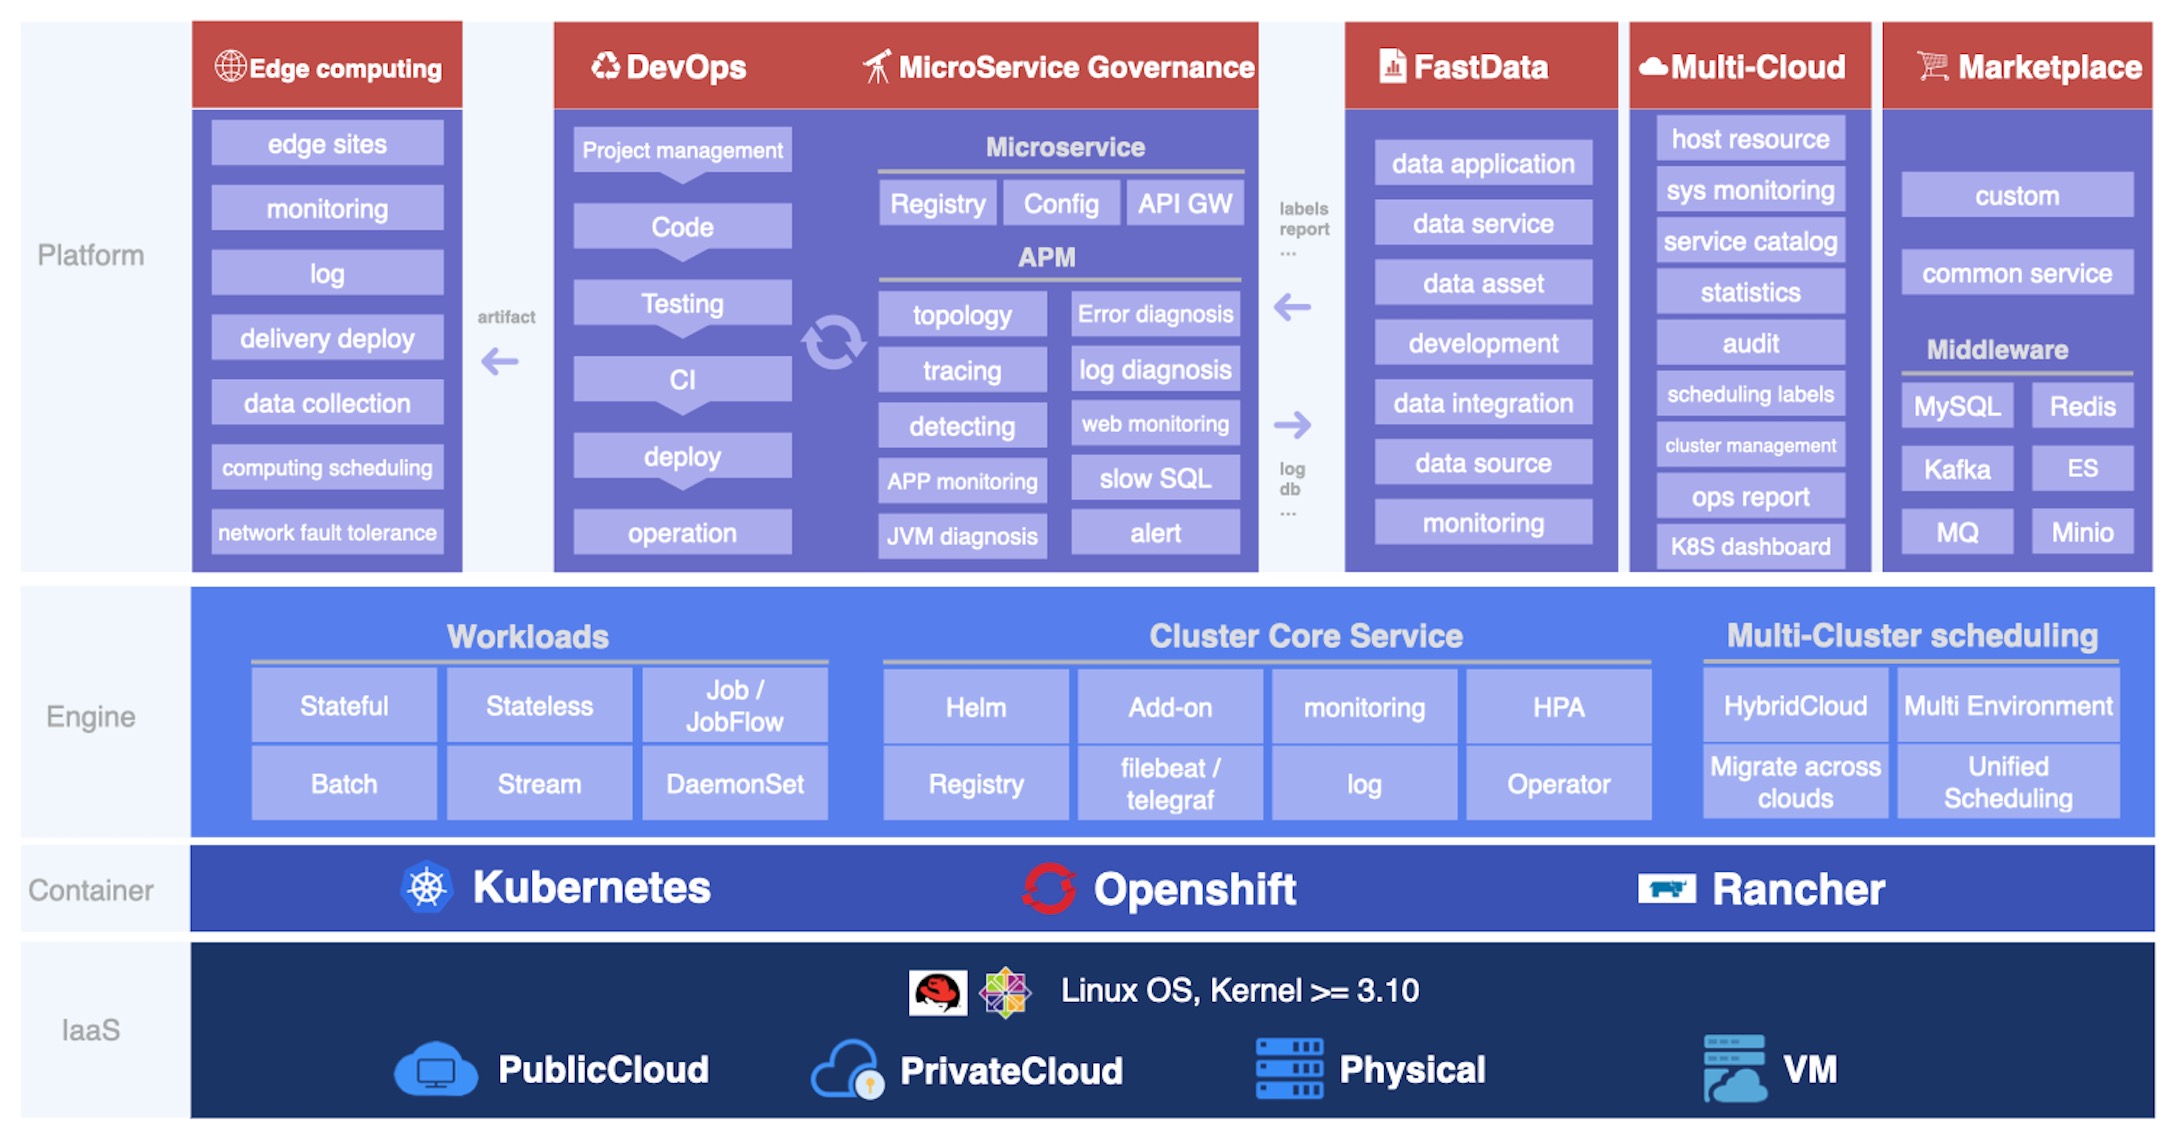 Platform
Edge computing
edge sites
monitoring
log
delivery deploy
data collection
computing scheduling
network fault tolerance
artifact
DevOps
Project management
Code
Testing
CI
deploy
operation
MicroService Governance
Microservice
Registry
Config
API GW
APM
topology
Error diagnosis
tracing
log diagnosis
detecting
web monitoring
APP monitoring
slow SQL
JVM diagnosis
alert
labels
report
...
log
db
...
FastData
data application
data service
data asset
development
data integration
data source
monitoring
Multi-Cloud
host resource
sys monitoring
service catalog
statistics
audit
scheduling labels
cluster management
ops report
K8S dashboard
Marketplace
custom
common service
Middleware
MySQL
Redis
Kafka
ES
MQ
Minio
Engine
Workloads
Stateful
Stateless
Job /
JobFlow
Batch
Stream
DaemonSet
Cluster Core Service
Helm
Add-on
monitoring
HPA
Registry
filebeat /
telegraf
log
Operator
Multi-Cluster scheduling
HybridCloud
Multi Environment
Migrate across
clouds
Unified
Scheduling
Container
Kubernetes
Openshift
Rancher
IaaS
Linux OS, Kernel >= 3.10
PublicCloud
PrivateCloud
Physical
VM